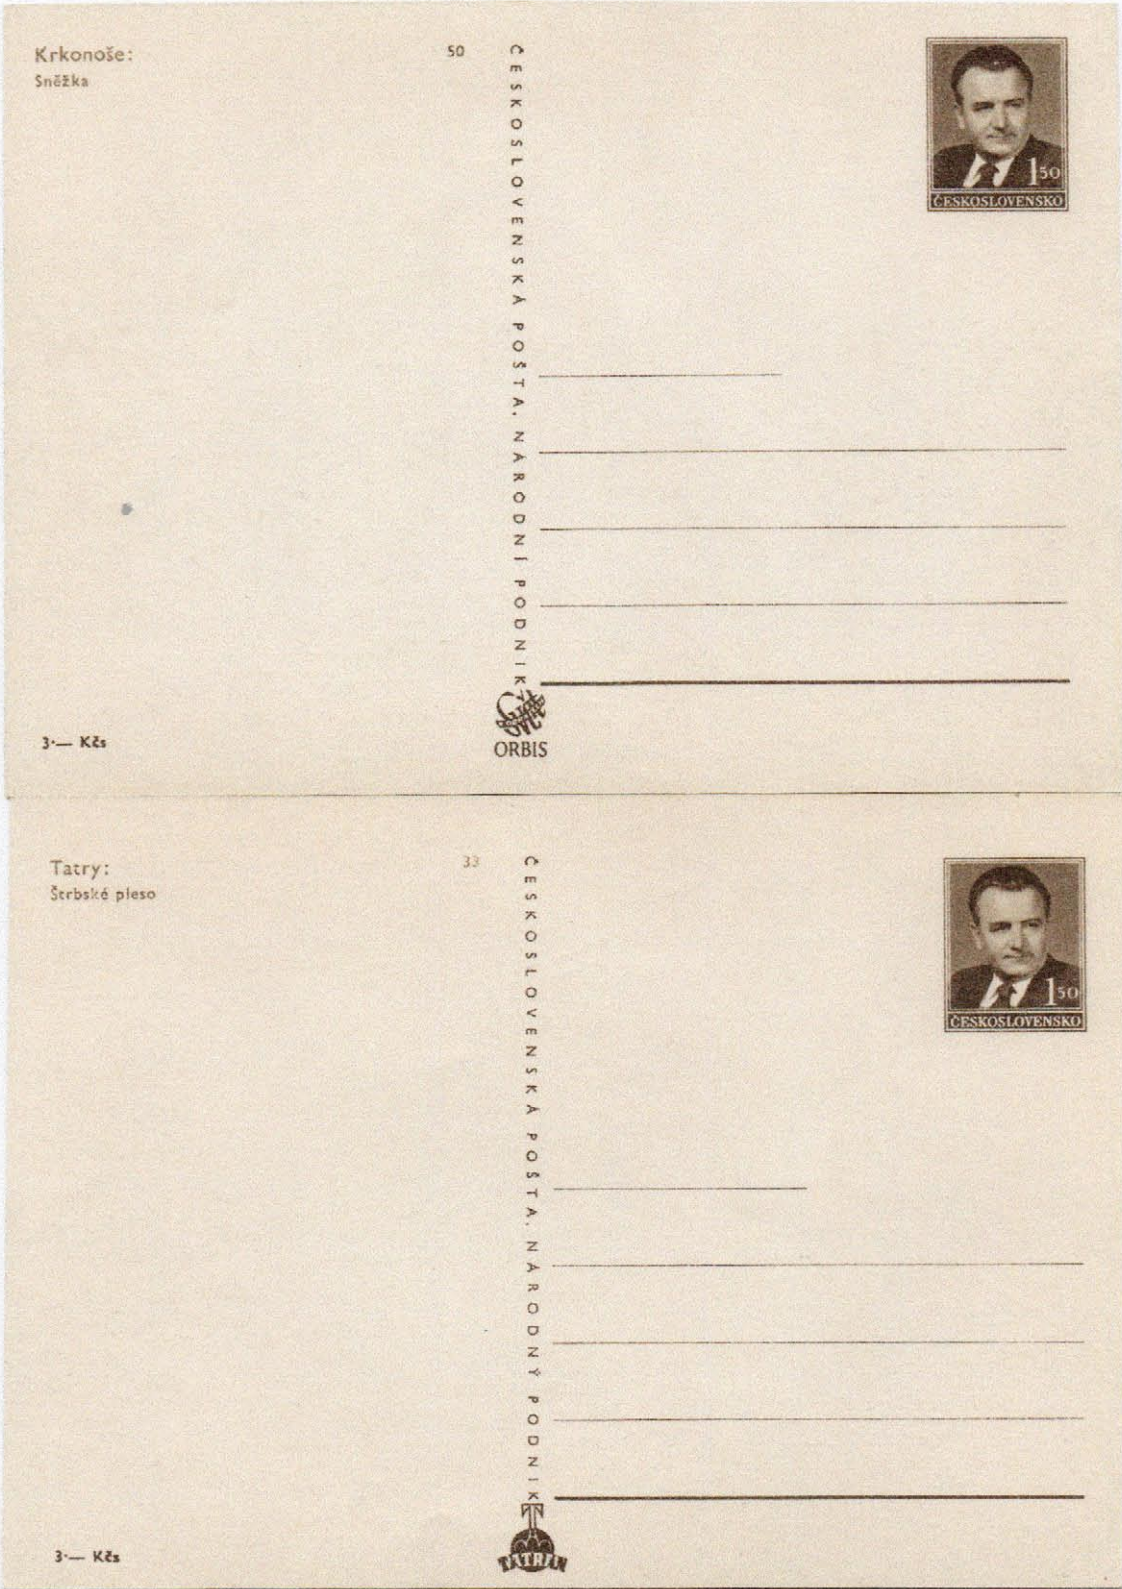 Krkonoše:
Sněžka
50
ČESKOSLOVENSKÁ POŠTA, NÁRODNÍ PODNIK
1 50
ČESKOSLOVENSKO
3·— Kčs
ORBIS
Tatry:
Štrbské pleso
33
ČESKOSLOVENSKÁ POŠTA, NÁRODNÝ PODNIK
1 50
ČESKOSLOVENSKO
3·— Kčs
TATRAN